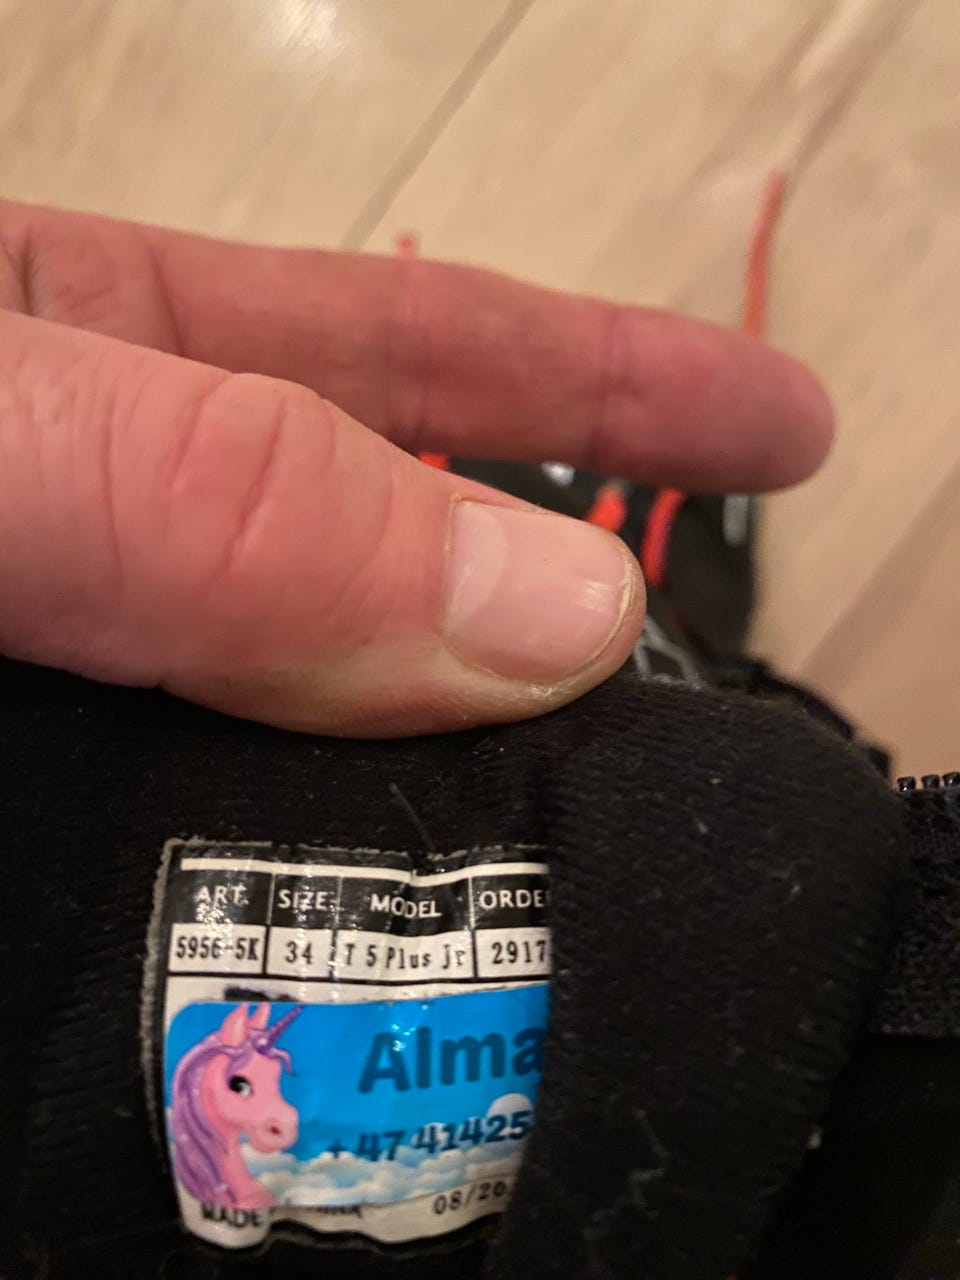 ART. SIZE MODEL ORDE
5956-5K 34 T 5 Plus jr 2917
Alma
+47 41425
MADE 08/20